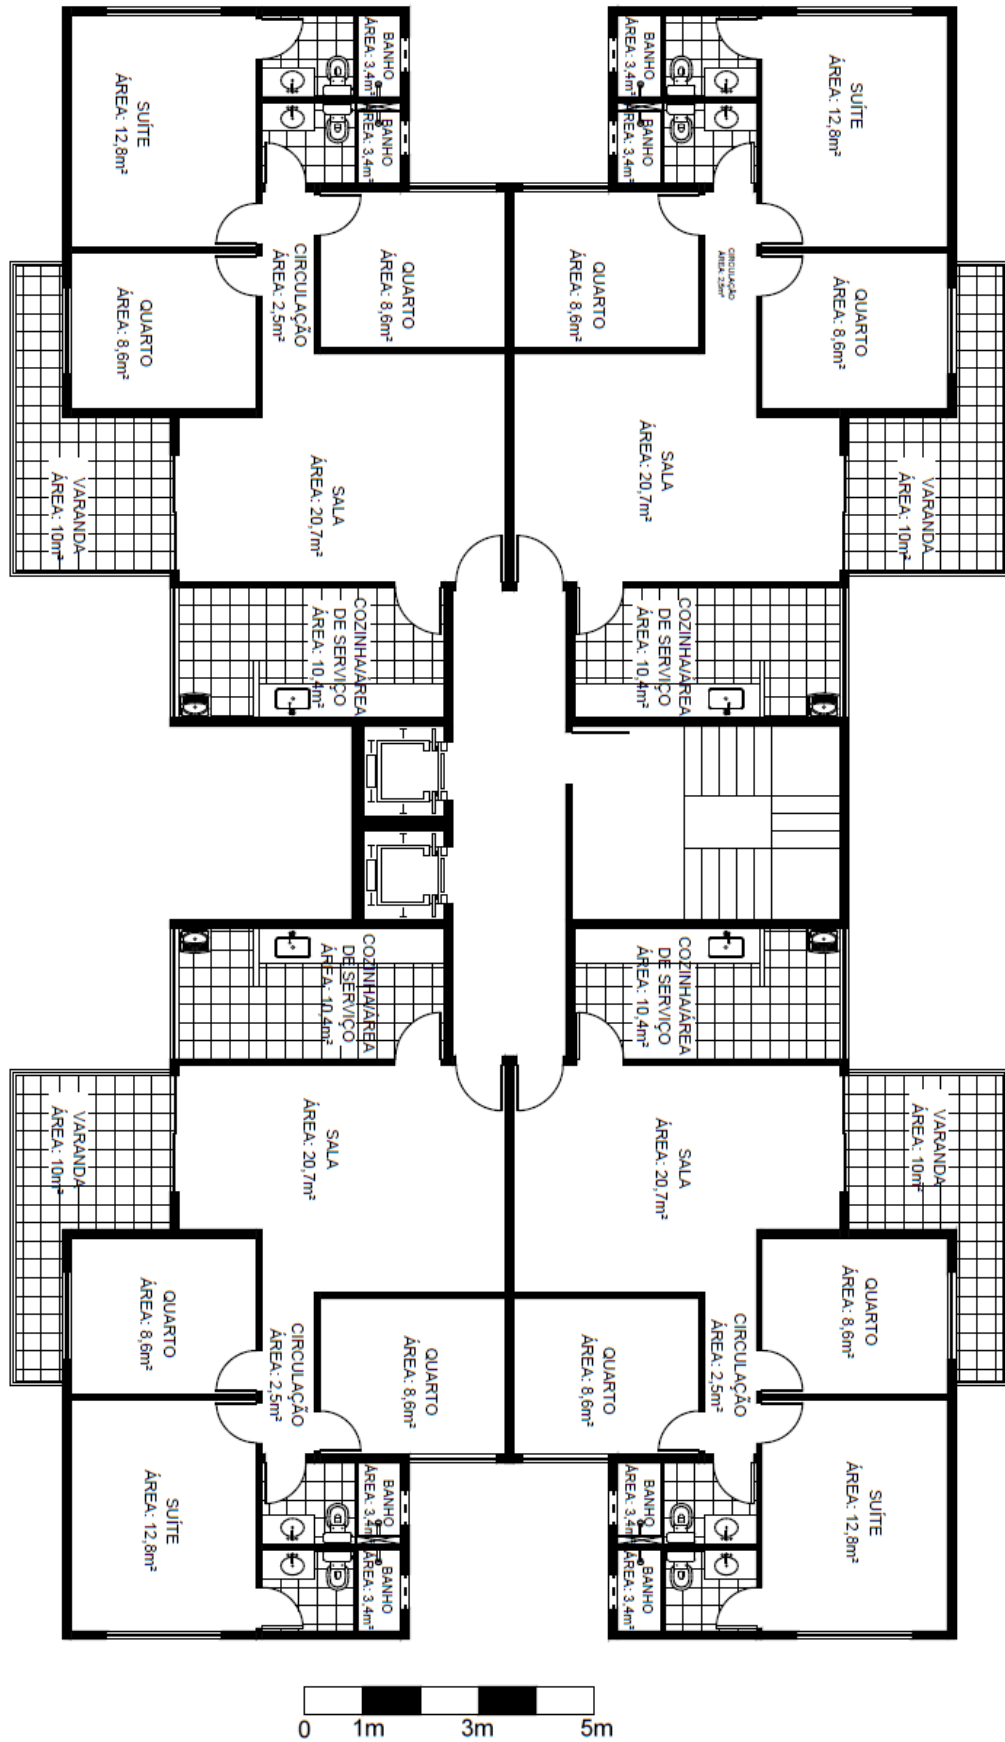 BANHO
ÁREA: 3,4m²
BANHO
ÁREA: 3,4m²
SUÍTE
ÁREA: 12,8m²
BANHO
ÁREA: 3,4m²
BANHO
ÁREA: 3,4m²
SUÍTE
ÁREA: 12,8m²
QUARTO
ÁREA: 8,6m²
CIRCULAÇÃO
ÁREA: 2,5m²
QUARTO
ÁREA: 8,6m²
QUARTO
ÁREA: 8,6m²
CIRCULAÇÃO
ÁREA: 2,5m²
QUARTO
ÁREA: 8,6m²
VARANDA
ÁREA: 10m²
SALA
ÁREA: 20,7m²
SALA
ÁREA: 20,7m²
VARANDA
ÁREA: 10m²
COZINHA/ÁREA
DE SERVIÇO
ÁREA: 10,4m²
COZINHA/ÁREA
DE SERVIÇO
ÁREA: 10,4m²
COZINHA/ÁREA
DE SERVIÇO
ÁREA: 10,4m²
COZINHA/ÁREA
DE SERVIÇO
ÁREA: 10,4m²
VARANDA
ÁREA: 10m²
SALA
ÁREA: 20,7m²
SALA
ÁREA: 20,7m²
VARANDA
ÁREA: 10m²
QUARTO
ÁREA: 8,6m²
CIRCULAÇÃO
ÁREA: 2,5m²
QUARTO
ÁREA: 8,6m²
QUARTO
ÁREA: 8,6m²
CIRCULAÇÃO
ÁREA: 2,5m²
QUARTO
ÁREA: 8,6m²
SUÍTE
ÁREA: 12,8m²
BANHO
ÁREA: 3,4m²
BANHO
ÁREA: 3,4m²
BANHO
ÁREA: 3,4m²
BANHO
ÁREA: 3,4m²
SUÍTE
ÁREA: 12,8m²
0 1m 3m 5m